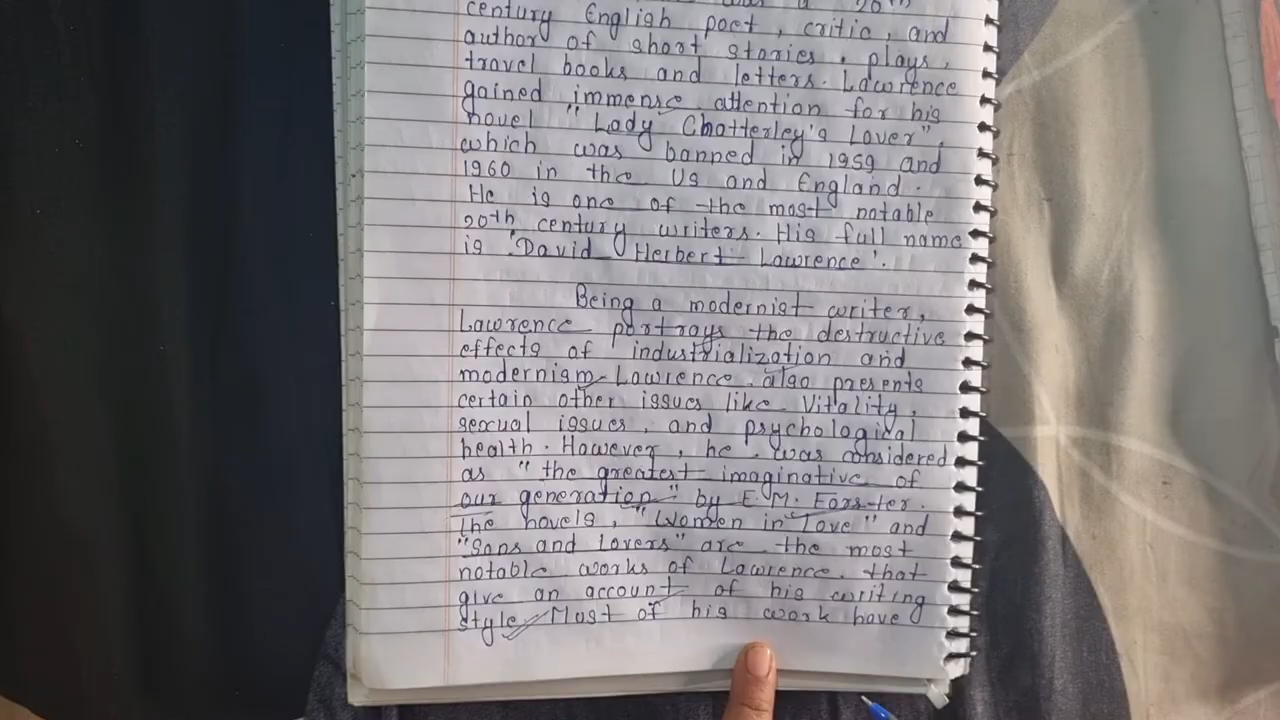 was a 20th
century English poet, critic, and
author of short stories, plays,
travel books and letters. Lawrence
gained immense attention for his
novel "Lady Chatterley's Lover",
which was banned in 1959 and
1960 in the US and England.
He is one of the most notable
20th century writers. His full name
is 'David Herbert Lawrence'.
Being a modernist writer,
Lawrence portrays the destructive
effects of industrialization and
modernism. Lawrence also presents
certain other issues like Vitality,
sexual issues, and psychological
health. However, he was considered
as "the greatest imaginative of
our generation" by E.M. Forster.
The novels, "Women in Love" and
"Sons and Lovers" are the most
notable works of Lawrence that
give an account of his writing
style. Most of his work have